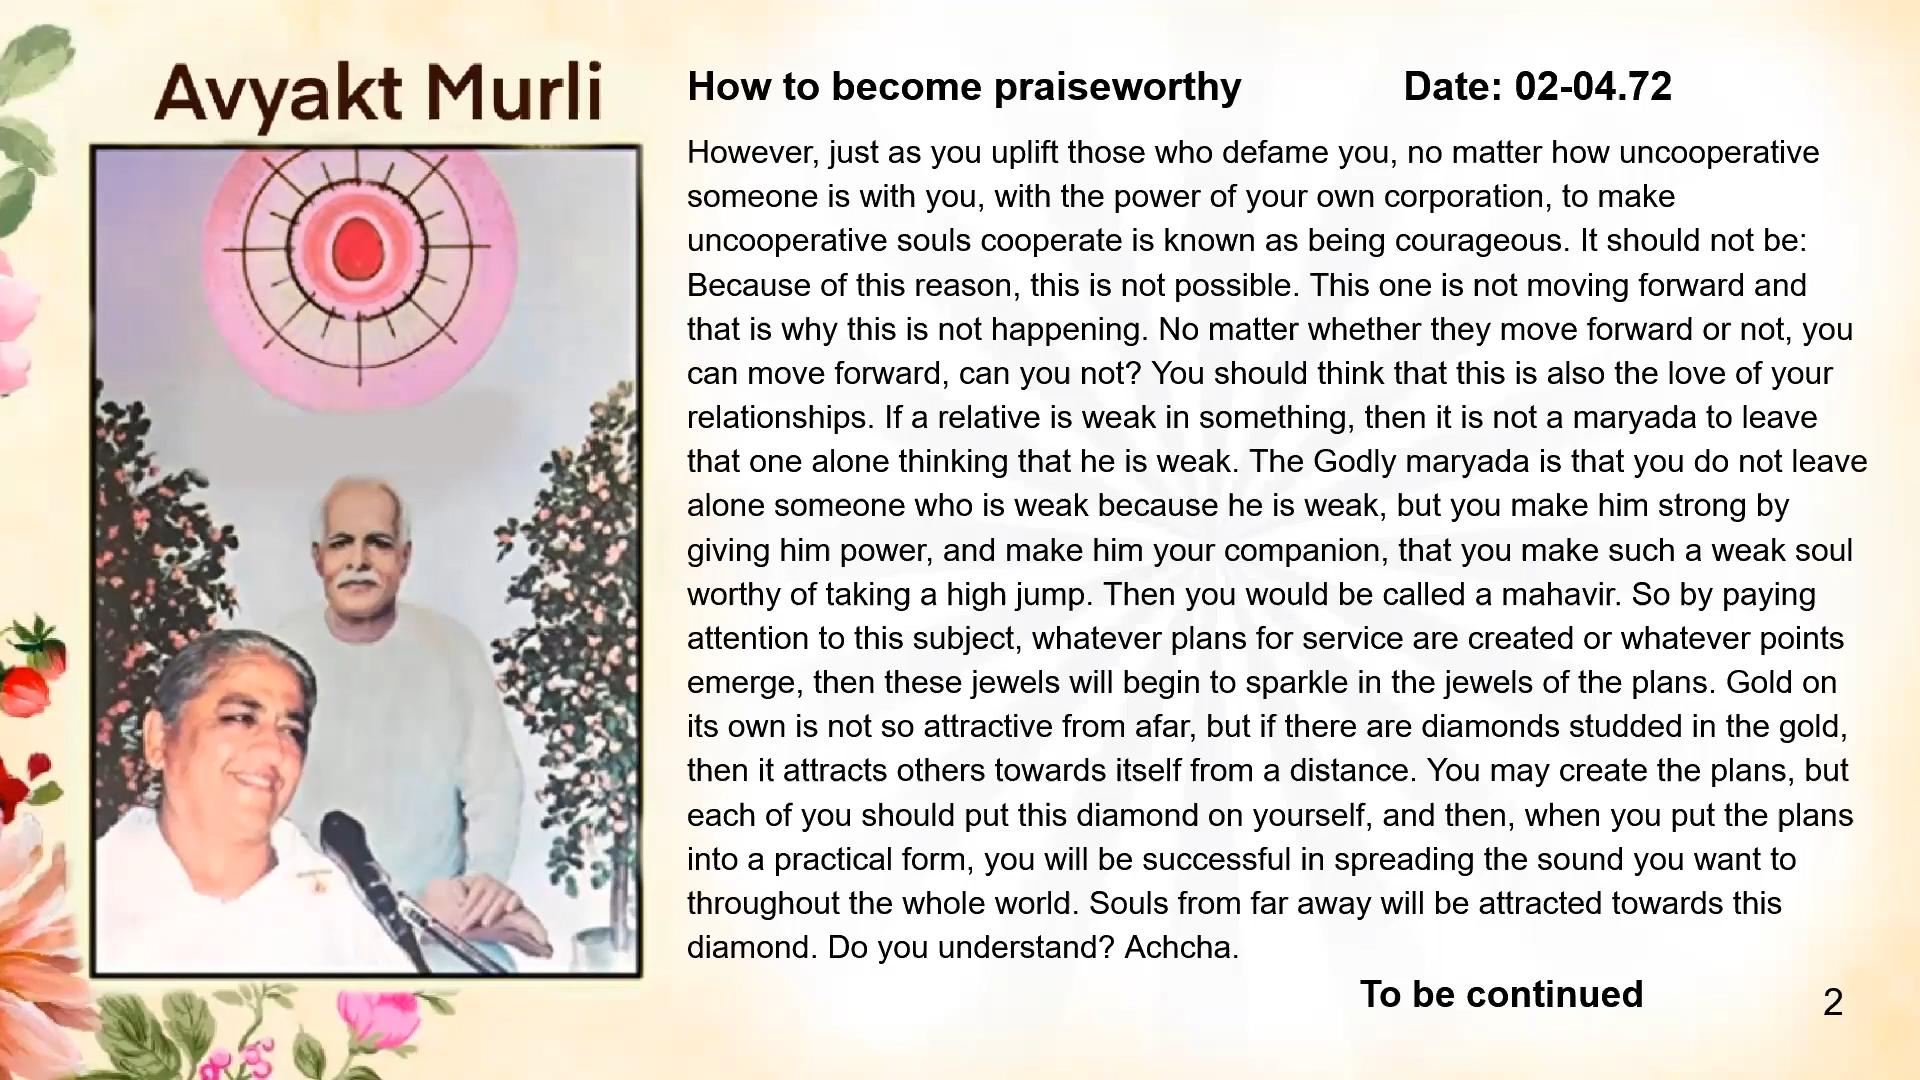 Avyakt Murli
How to become praiseworthy Date: 02-04.72
However, just as you uplift those who defame you, no matter how uncooperative
someone is with you, with the power of your own corporation, to make
uncooperative souls cooperate is known as being courageous. It should not be:
Because of this reason, this is not possible. This one is not moving forward and
that is why this is not happening. No matter whether they move forward or not, you
can move forward, can you not? You should think that this is also the love of your
relationships. If a relative is weak in something, then it is not a maryada to leave
that one alone thinking that he is weak. The Godly maryada is that you do not leave
alone someone who is weak because he is weak, but you make him strong by
giving him power, and make him your companion, that you make such a weak soul
worthy of taking a high jump. Then you would be called a mahavir. So by paying
attention to this subject, whatever plans for service are created or whatever points
emerge, then these jewels will begin to sparkle in the jewels of the plans. Gold on
its own is not so attractive from afar, but if there are diamonds studded in the gold,
then it attracts others towards itself from a distance. You may create the plans, but
each of you should put this diamond on yourself, and then, when you put the plans
into a practical form, you will be successful in spreading the sound you want to
throughout the whole world. Souls from far away will be attracted towards this
diamond. Do you understand? Achcha.
To be continued
2